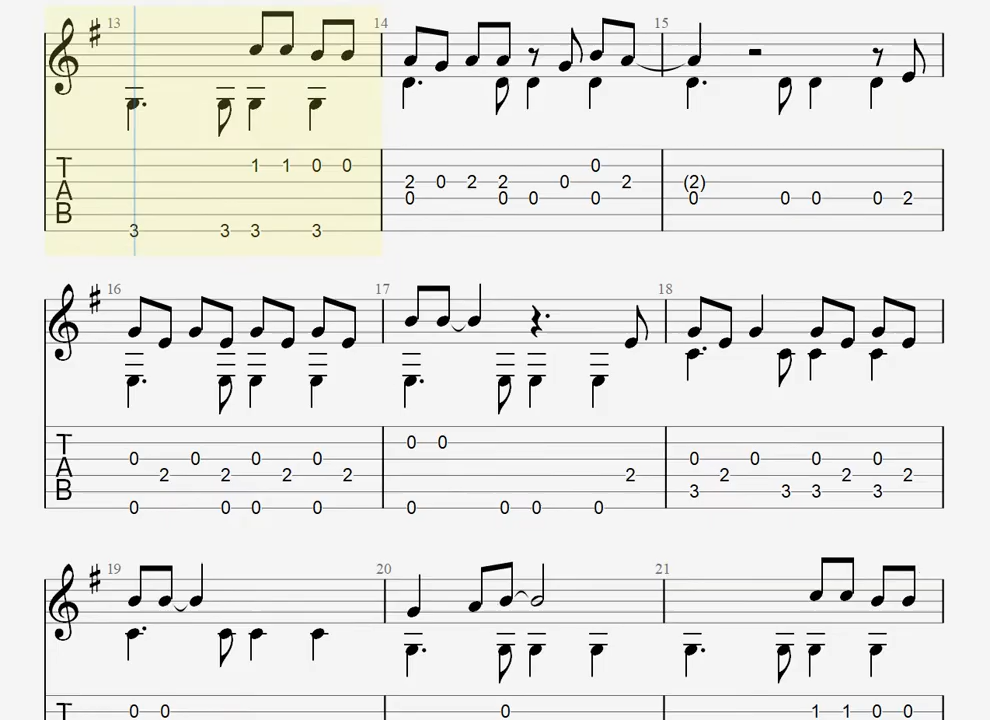 13 14 15
T 1 1 0 0 0
A 2 0 2 2 0 2 (2)
0 0 0 0 0 0 0 0 2
B
3 3 3 3
16 17 18
T 0 0
A 0 0 0 0 0 0 0 0
2 2 2 2 2 2 2 2
B 3 3 3 3
0 0 0 0 0 0 0 0
19 20 21
T 0 0 0 1 1 0 0